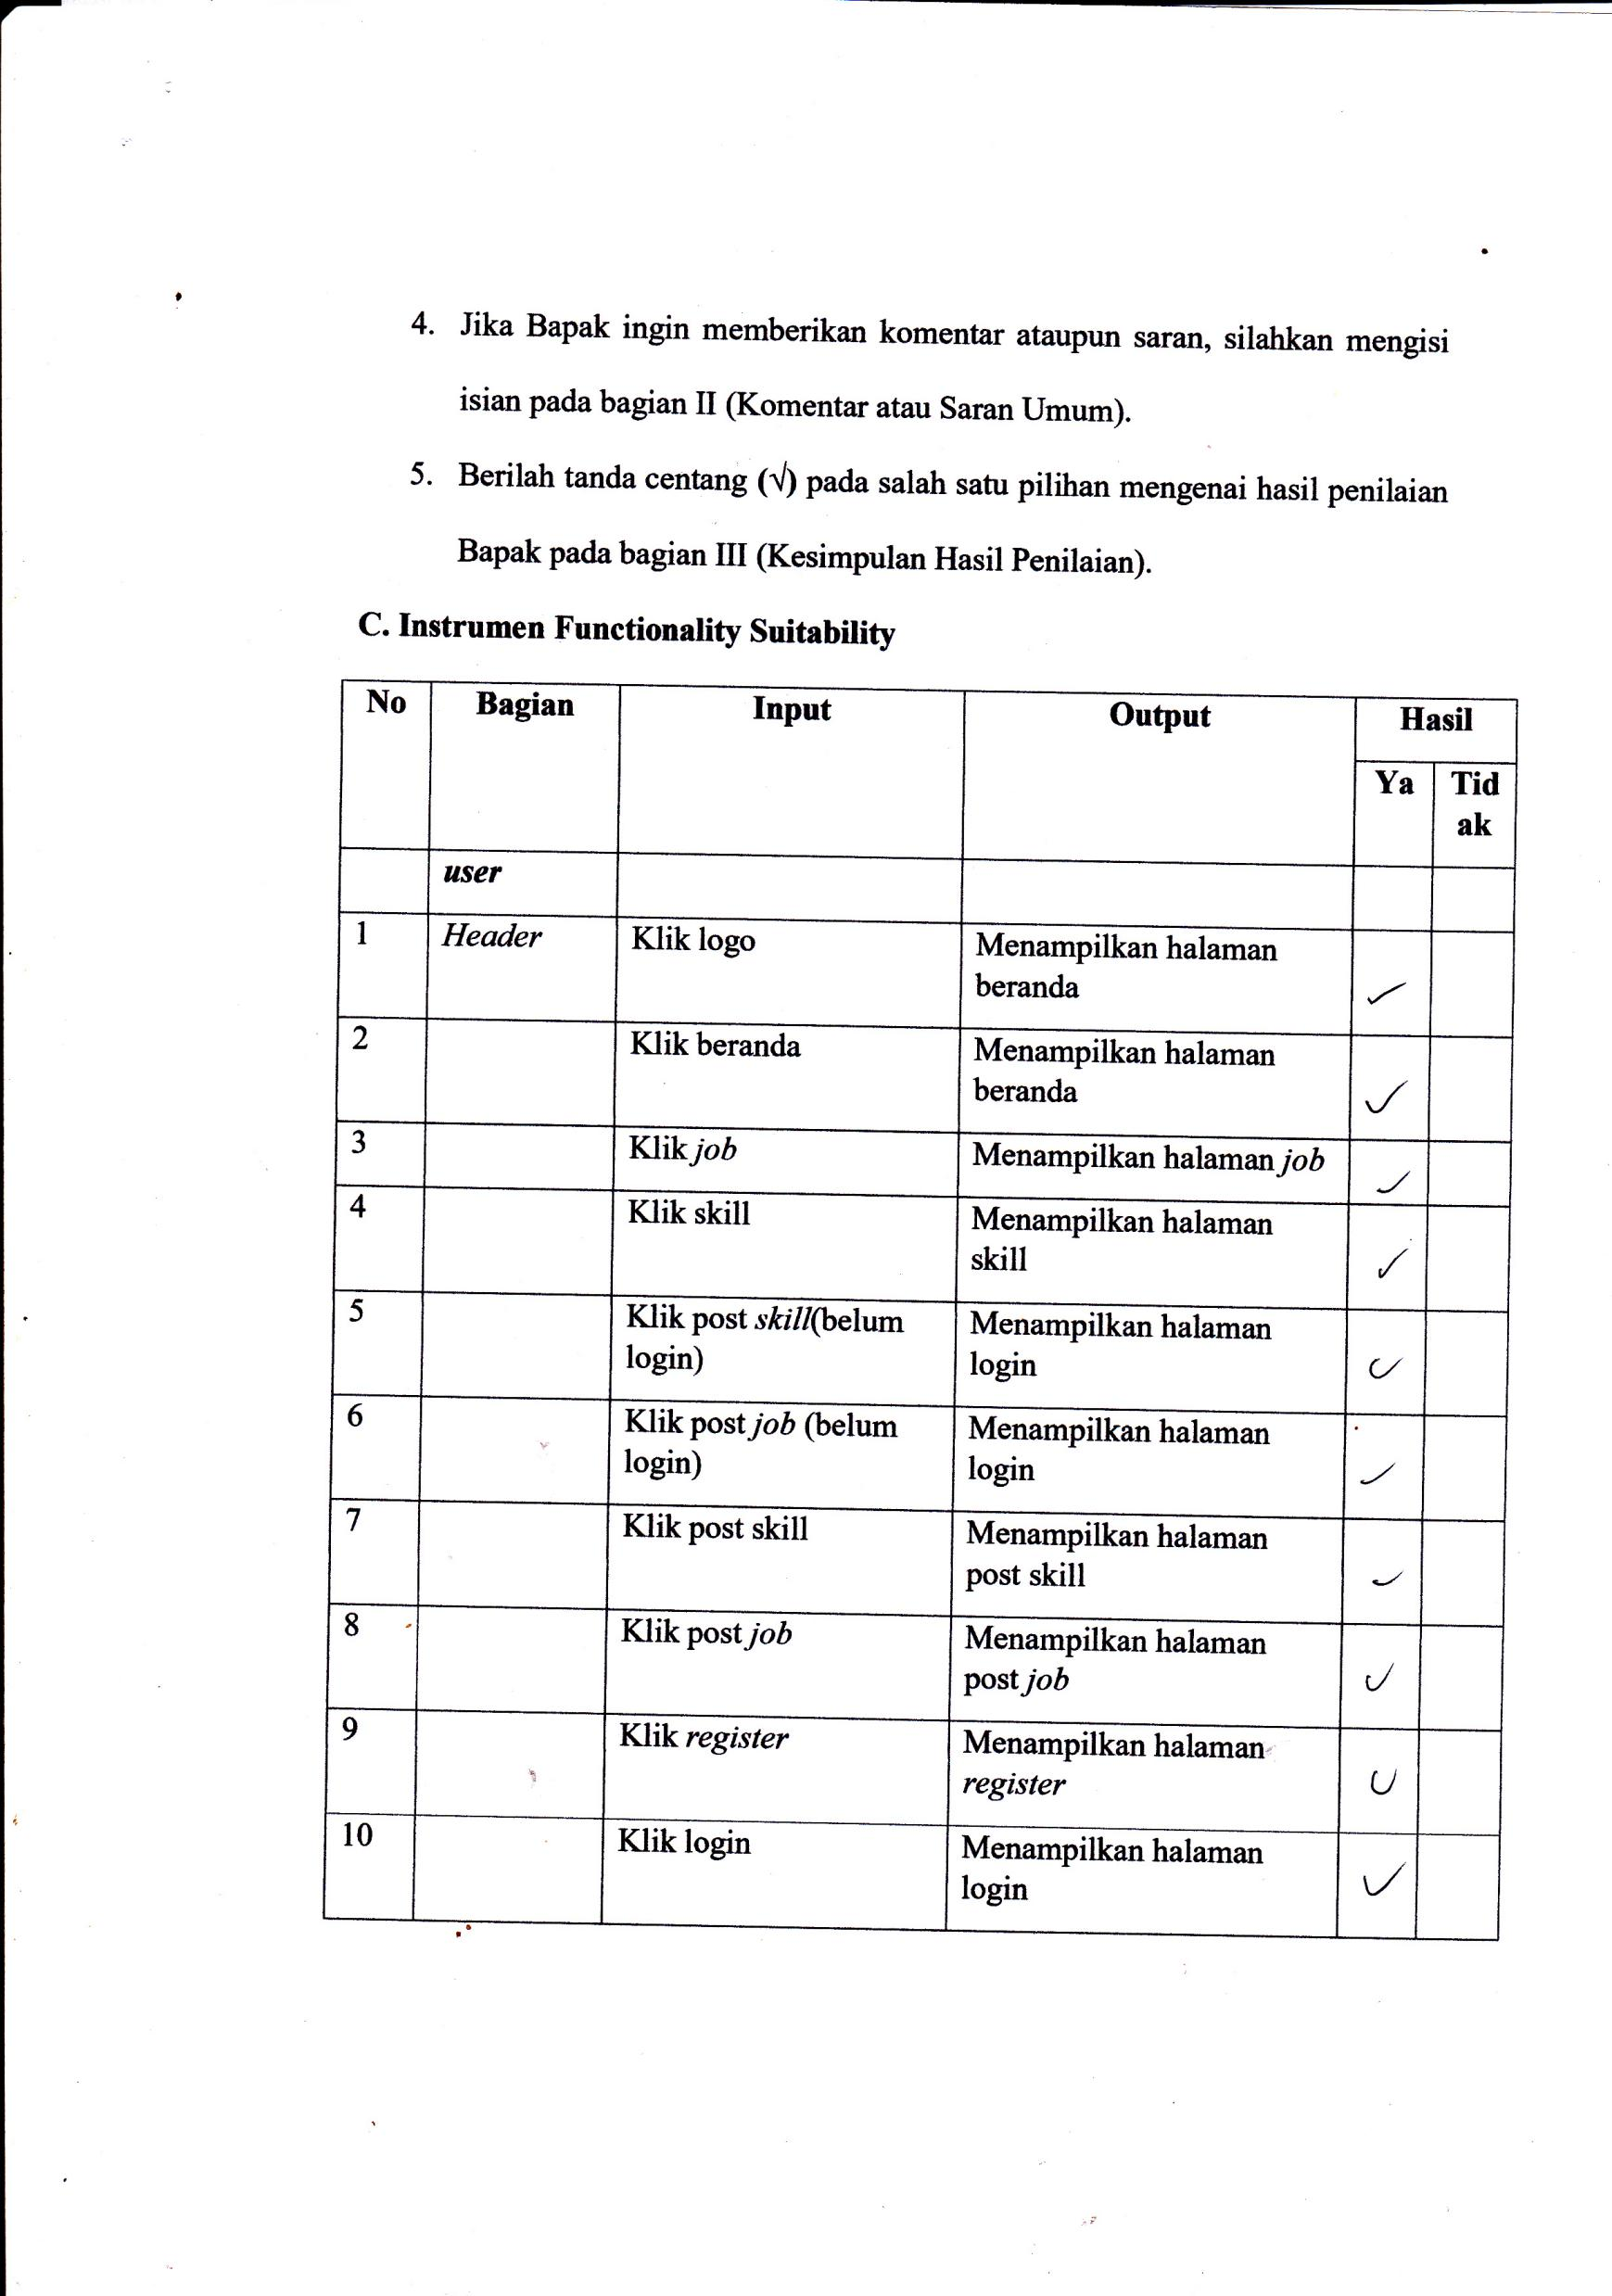 4. Jika Bapak ingin memberikan komentar ataupun saran, silahkan mengisi
isian pada bagian II (Komentar atau Saran Umum).
5. Berilah tanda centang (√) pada salah satu pilihan mengenai hasil penilaian
Bapak pada bagian III (Kesimpulan Hasil Penilaian).
C. Instrumen Functionality Suitability
No Bagian Input Output Hasil
Ya Tid
ak
user
1 Header Klik logo Menampilkan halaman
beranda ✓
2 Klik beranda Menampilkan halaman
beranda ✓
3 Klik job Menampilkan halaman job ✓
4 Klik skill Menampilkan halaman
skill ✓
5 Klik post skill(belum Menampilkan halaman
login) login ✓
6 Klik post job (belum Menampilkan halaman
login) login ✓
7 Klik post skill Menampilkan halaman
post skill ✓
8 Klik post job Menampilkan halaman
post job ✓
9 Klik register Menampilkan halaman
register ✓
10 Klik login Menampilkan halaman
login ✓